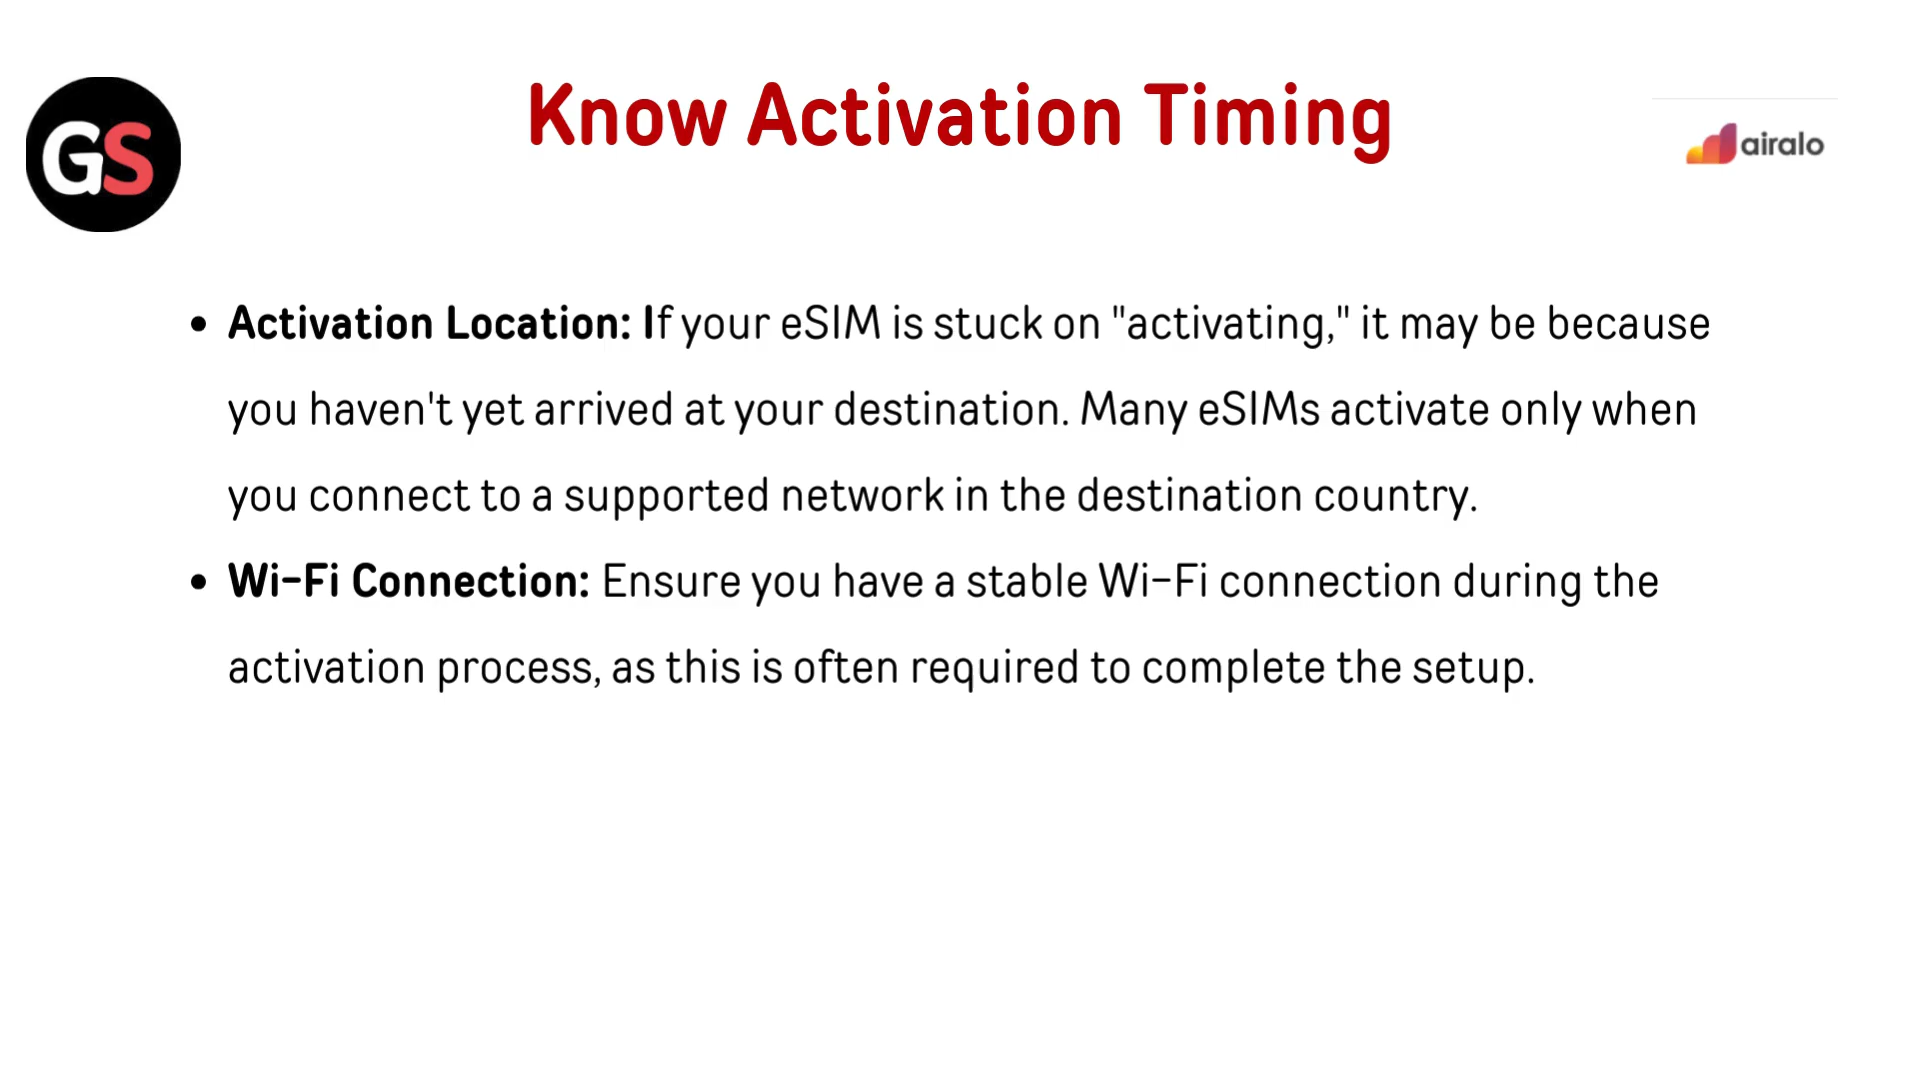 Know Activation Timing
GS
airalo
• Activation Location: If your eSIM is stuck on "activating," it may be because
you haven't yet arrived at your destination. Many eSIMs activate only when
you connect to a supported network in the destination country.
• Wi-Fi Connection: Ensure you have a stable Wi-Fi connection during the
activation process, as this is often required to complete the setup.